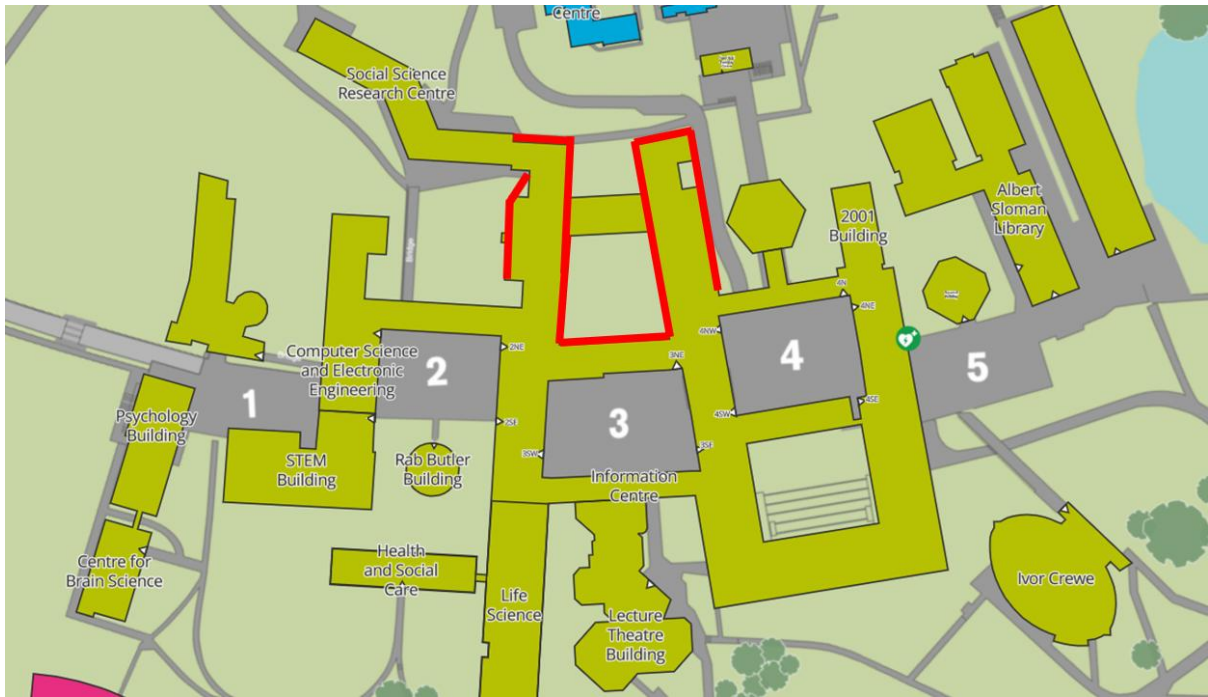 Centre
Social Science
Research Centre
Albert
Sloman
Library
2001
Building
Bridge
4N
4NE
4NW
2NE
Computer Science
and Electronic
Engineering
1
2
3
4
5
3NE
4SW
4SE
2SE
3SW
3SE
Psychology
Building
STEM
Building
Rab Butler
Building
Information
Centre
Health
and Social
Care
Centre for
Brain Science
Life
Science
Lecture
Theatre
Building
Ivor Crewe